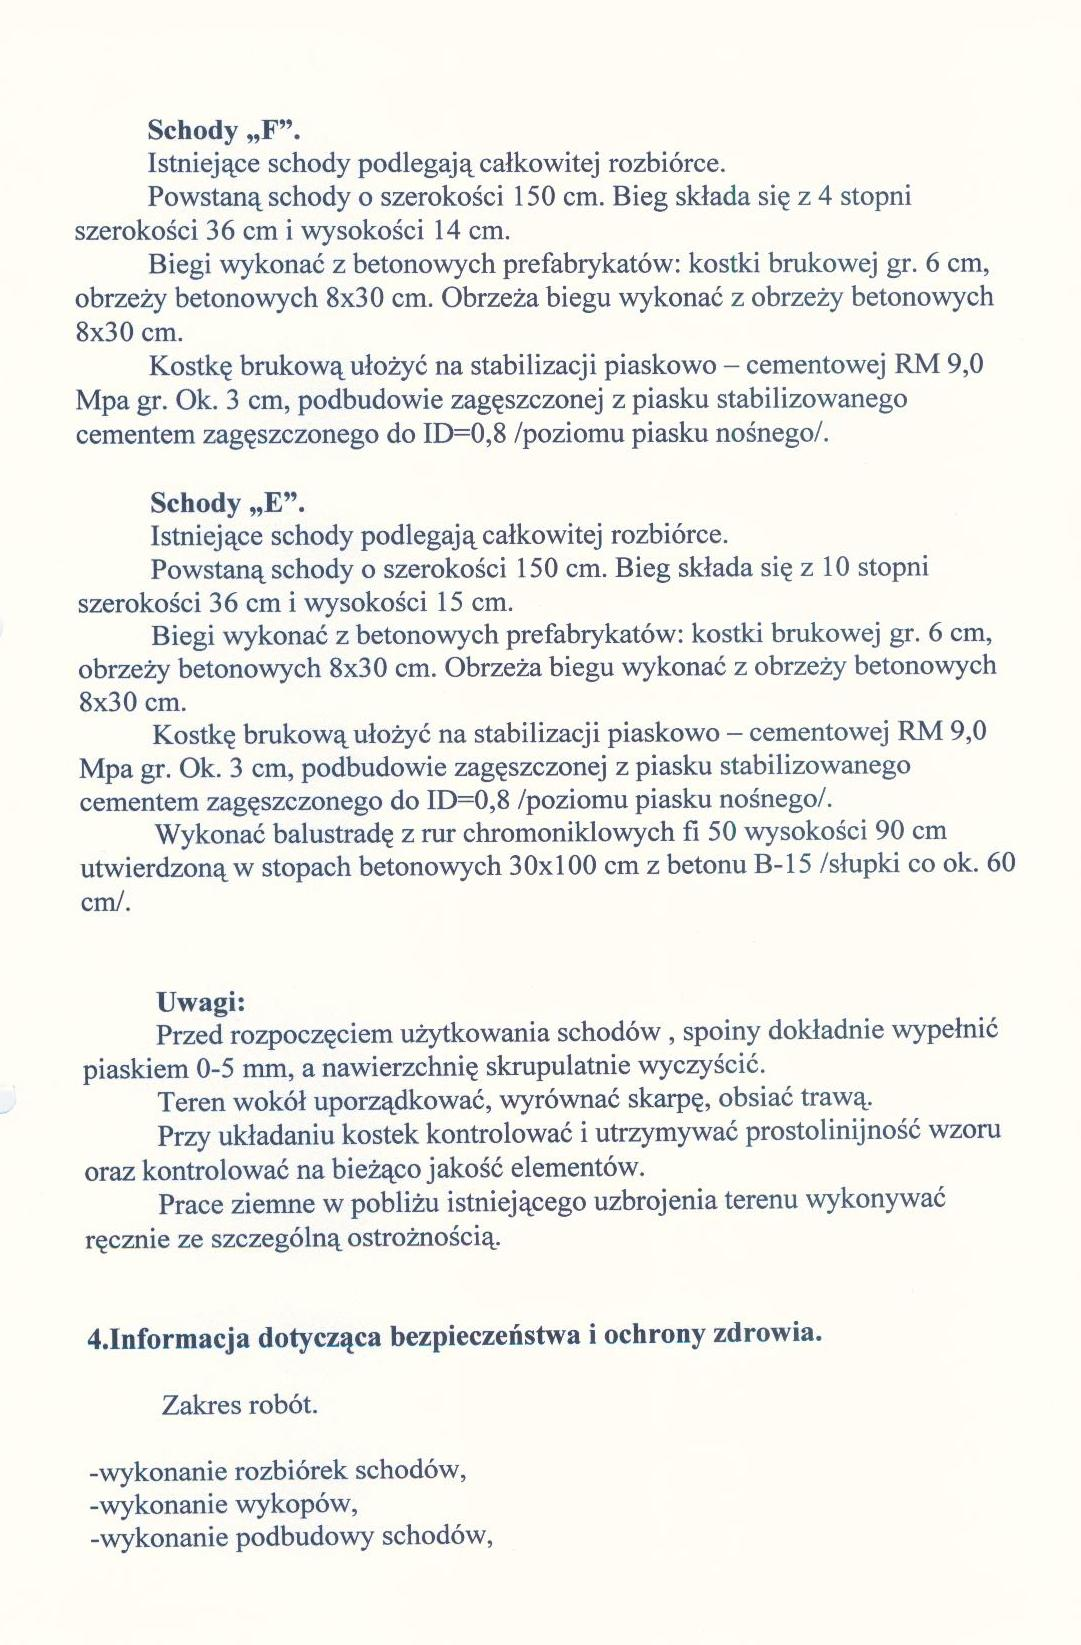 Schody „F”.
Istniejące schody podlegają całkowitej rozbiórce.
Powstaną schody o szerokości 150 cm. Bieg składa się z 4 stopni
szerokości 36 cm i wysokości 14 cm.
Biegi wykonać z betonowych prefabrykatów: kostki brukowej gr. 6 cm,
obrzeży betonowych 8x30 cm. Obrzeża biegu wykonać z obrzeży betonowych
8x30 cm.
Kostkę brukową ułożyć na stabilizacji piaskowo – cementowej RM 9,0
Mpa gr. Ok. 3 cm, podbudowie zagęszczonej z piasku stabilizowanego
cementem zagęszczonego do ID=0,8 /poziomu piasku nośnego/.
Schody „E”.
Istniejące schody podlegają całkowitej rozbiórce.
Powstaną schody o szerokości 150 cm. Bieg składa się z 10 stopni
szerokości 36 cm i wysokości 15 cm.
Biegi wykonać z betonowych prefabrykatów: kostki brukowej gr. 6 cm,
obrzeży betonowych 8x30 cm. Obrzeża biegu wykonać z obrzeży betonowych
8x30 cm.
Kostkę brukową ułożyć na stabilizacji piaskowo – cementowej RM 9,0
Mpa gr. Ok. 3 cm, podbudowie zagęszczonej z piasku stabilizowanego
cementem zagęszczonego do ID=0,8 /poziomu piasku nośnego/.
Wykonać balustradę z rur chromoniklowych fi 50 wysokości 90 cm
utwierdzoną w stopach betonowych 30x100 cm z betonu B-15 /słupki co ok. 60
cm/.
Uwagi:
Przed rozpoczęciem użytkowania schodów , spoiny dokładnie wypełnić
piaskiem 0-5 mm, a nawierzchnię skrupulatnie wyczyścić.
Teren wokół uporządkować, wyrównać skarpę, obsiać trawą.
Przy układaniu kostek kontrolować i utrzymywać prostolinijność wzoru
oraz kontrolować na bieżąco jakość elementów.
Prace ziemne w pobliżu istniejącego uzbrojenia terenu wykonywać
ręcznie ze szczególną ostrożnością.
4.Informacja dotycząca bezpieczeństwa i ochrony zdrowia.
Zakres robót.
-wykonanie rozbiórek schodów,
-wykonanie wykopów,
-wykonanie podbudowy schodów,